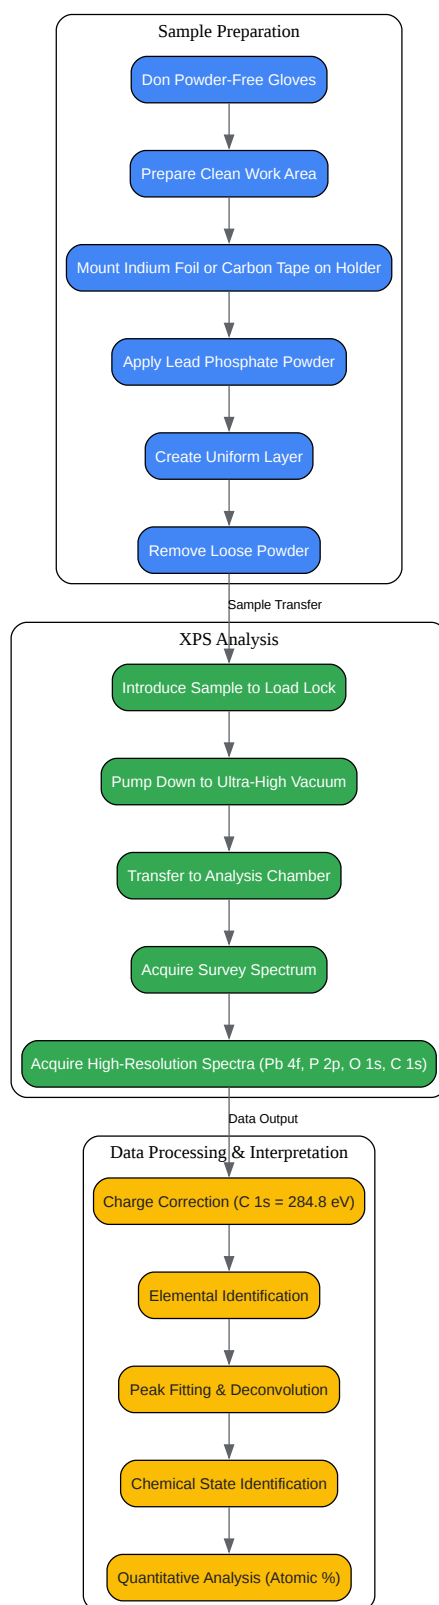 Sample Preparation
Don Powder-Free Gloves
Prepare Clean Work Area
Mount Indium Foil or Carbon Tape on Holder
Apply Lead Phosphate Powder
Create Uniform Layer
Remove Loose Powder
Sample Transfer
XPS Analysis
Introduce Sample to Load Lock
Pump Down to Ultra-High Vacuum
Transfer to Analysis Chamber
Acquire Survey Spectrum
Acquire High-Resolution Spectra (Pb 4f, P 2p, O 1s, C 1s)
Data Output
Data Processing & Interpretation
Charge Correction (C 1s = 284.8 eV)
Elemental Identification
Peak Fitting & Deconvolution
Chemical State Identification
Quantitative Analysis (Atomic %)